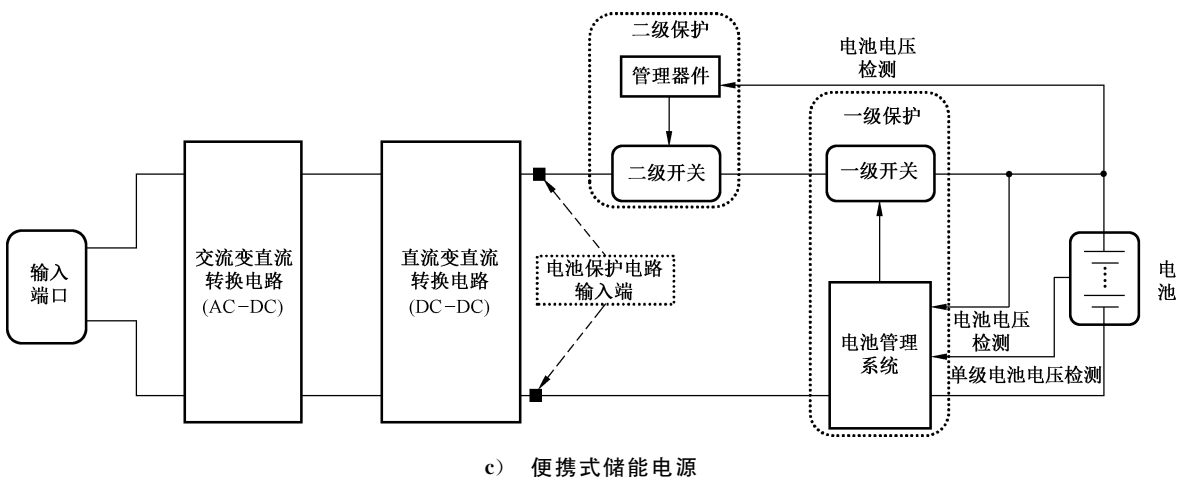 二级保护
管理器件
二级开关
电池电压
检测
一级保护
一级开关
输入
端口
交流变直流
转换电路
(AC-DC)
直流变直流
转换电路
(DC-DC)
电池保护电路
输入端
电池管理
系统
电池电压
检测
单级电池电压检测
电
池
c） 便携式储能电源